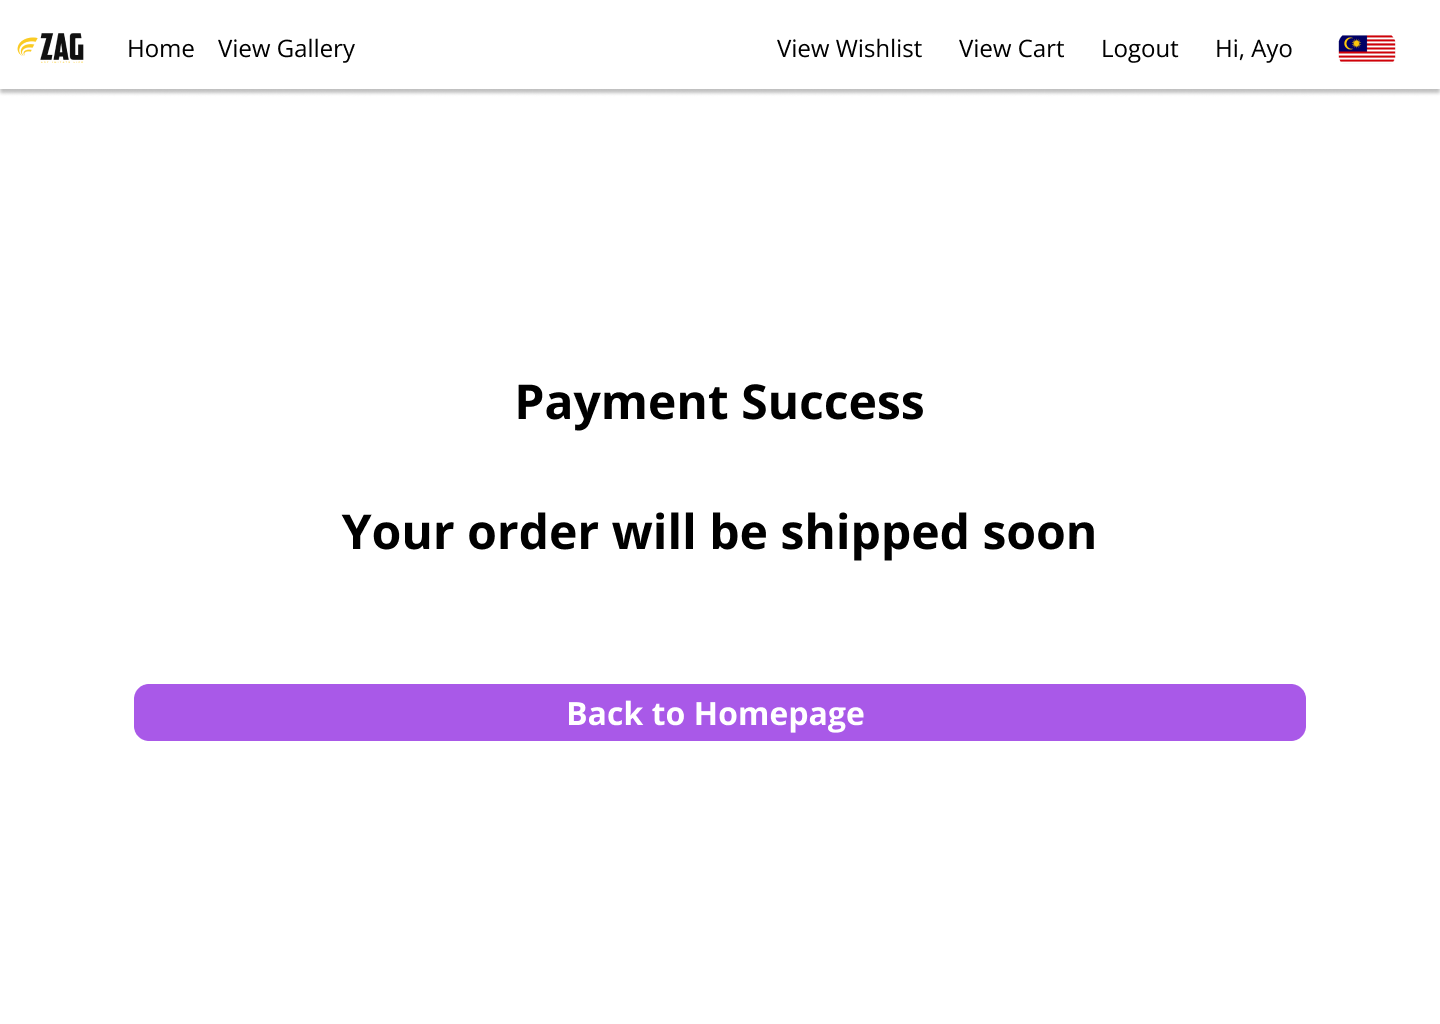 ZAG
Home View Gallery View Wishlist View Cart Logout Hi, Ayo
Payment Success
Your order will be shipped soon
Back to Homepage